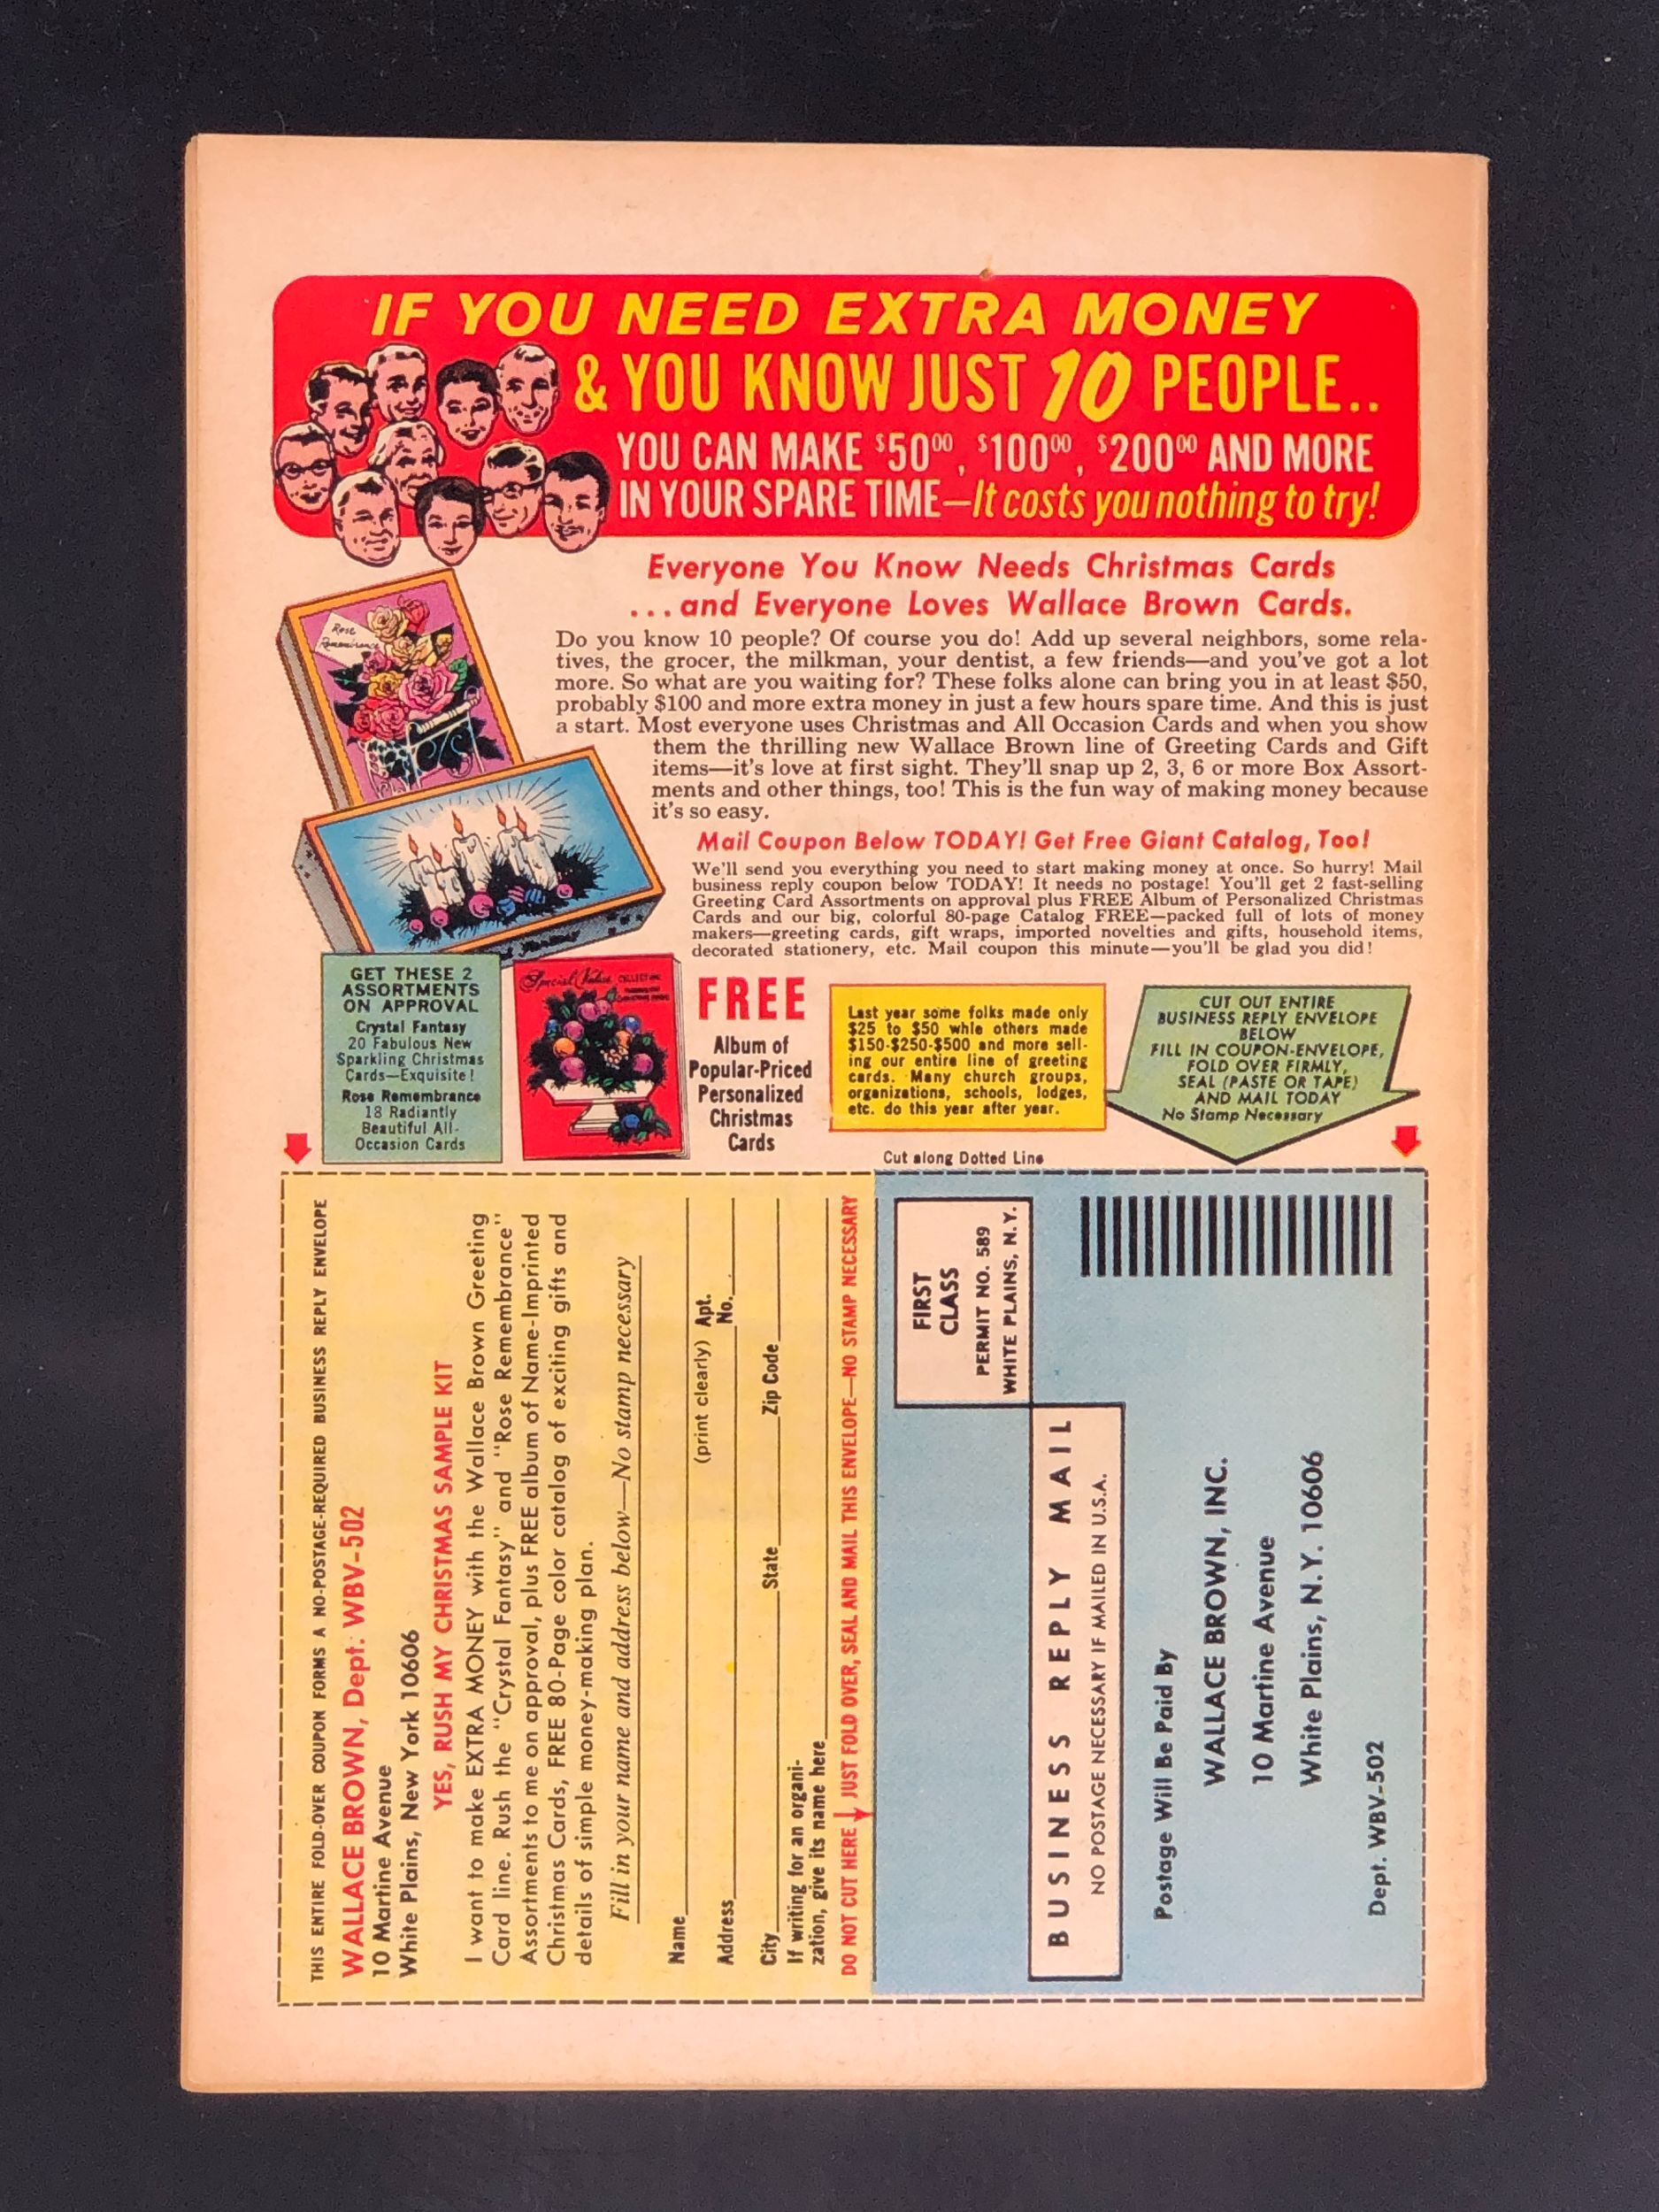 IF YOU NEED EXTRA MONEY
& YOU KNOW JUST 10 PEOPLE..
YOU CAN MAKE $50⁰⁰, $100⁰⁰, $200⁰⁰ AND MORE
IN YOUR SPARE TIME—It costs you nothing to try!
Everyone You Know Needs Christmas Cards
...and Everyone Loves Wallace Brown Cards.
Rose
Remembrance
Do you know 10 people? Of course you do! Add up several neighbors, some rela-
tives, the grocer, the milkman, your dentist, a few friends—and you've got a lot
more. So what are you waiting for? These folks alone can bring you in at least $50,
probably $100 and more extra money in just a few hours spare time. And this is just
a start. Most everyone uses Christmas and All Occasion Cards and when you show
them the thrilling new Wallace Brown line of Greeting Cards and Gift
items—it's love at first sight. They'll snap up 2, 3, 6 or more Box Assort-
ments and other things, too! This is the fun way of making money because
it's so easy.
Mail Coupon Below TODAY! Get Free Giant Catalog, Too!
We'll send you everything you need to start making money at once. So hurry! Mail
business reply coupon below TODAY! It needs no postage! You'll get 2 fast-selling
Greeting Card Assortments on approval plus FREE Album of Personalized Christmas
Cards and our big, colorful 80-page Catalog FREE—packed full of lots of money
makers—greeting cards, gift wraps, imported novelties and gifts, household items,
decorated stationery, etc. Mail coupon this minute—you'll be glad you did!
GET THESE 2
ASSORTMENTS
ON APPROVAL
Crystal Fantasy
20 Fabulous New
Sparkling Christmas
Cards—Exquisite!
Rose Remembrance
18 Radiantly
Beautiful All-
Occasion Cards
Special Value
FREE
Album of
Popular-Priced
Personalized
Christmas
Cards
Last year some folks made only
$25 to $50 whle others made
$150-$250-$500 and more sell-
ing our entire line of greeting
cards. Many church groups,
organizations, schools, lodges,
etc. do this year after year.
CUT OUT ENTIRE
BUSINESS REPLY ENVELOPE
BELOW
FILL IN COUPON-ENVELOPE,
FOLD OVER FIRMLY,
SEAL (PASTE OR TAPE)
AND MAIL TODAY
No Stamp Necessary
Cut along Dotted Line
THIS ENTIRE FOLD-OVER COUPON FORMS A NO-POSTAGE-REQUIRED BUSINESS REPLY ENVELOPE
WALLACE BROWN, Dept. WBV-502
10 Martine Avenue
White Plains, New York 10606
YES, RUSH MY CHRISTMAS SAMPLE KIT
I want to make EXTRA MONEY with the Wallace Brown Greeting
Card line. Rush the "Crystal Fantasy" and "Rose Remembrance"
Assortments to me on approval, plus FREE album of Name-Imprinted
Christmas Cards, FREE 80-Page color catalog of exciting gifts and
details of simple money-making plan.
Fill in your name and address below—No stamp necessary
Name
(print clearly)
Address Apt. No.
City State Zip Code
If writing for an organi-
zation, give its name here
DO NOT CUT HERE JUST FOLD OVER, SEAL AND MAIL THIS ENVELOPE—NO STAMP NECESSARY
FIRST
CLASS
PERMIT NO. 589
WHITE PLAINS, N.Y.
BUSINESS REPLY MAIL
NO POSTAGE NECESSARY IF MAILED IN U.S.A.
Postage Will Be Paid By
WALLACE BROWN, INC.
10 Martine Avenue
White Plains, N.Y. 10606
Dept. WBV-502